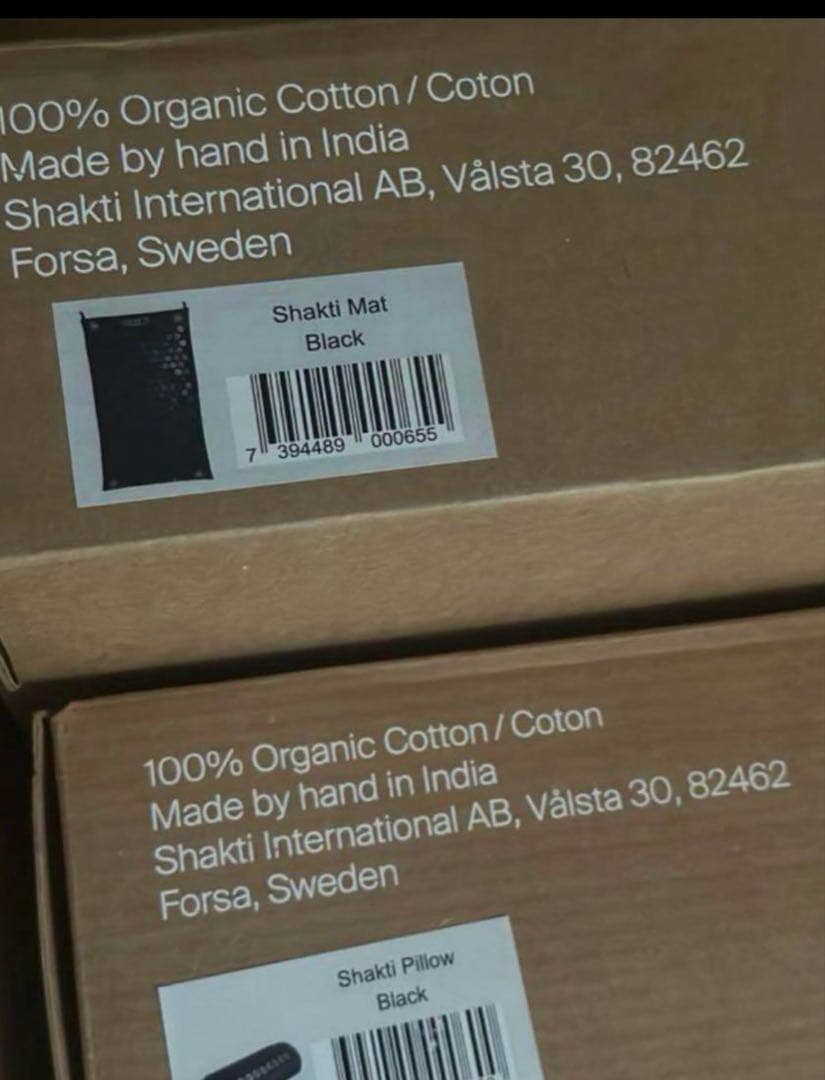 100% Organic Cotton / Coton
Made by hand in India
Shakti International AB, Vålsta 30, 82462
Forsa, Sweden
Shakti Mat
Black
7 394489 000655
100% Organic Cotton / Coton
Made by hand in India
Shakti International AB, Vålsta 30, 82462
Forsa, Sweden
Shakti Pillow
Black